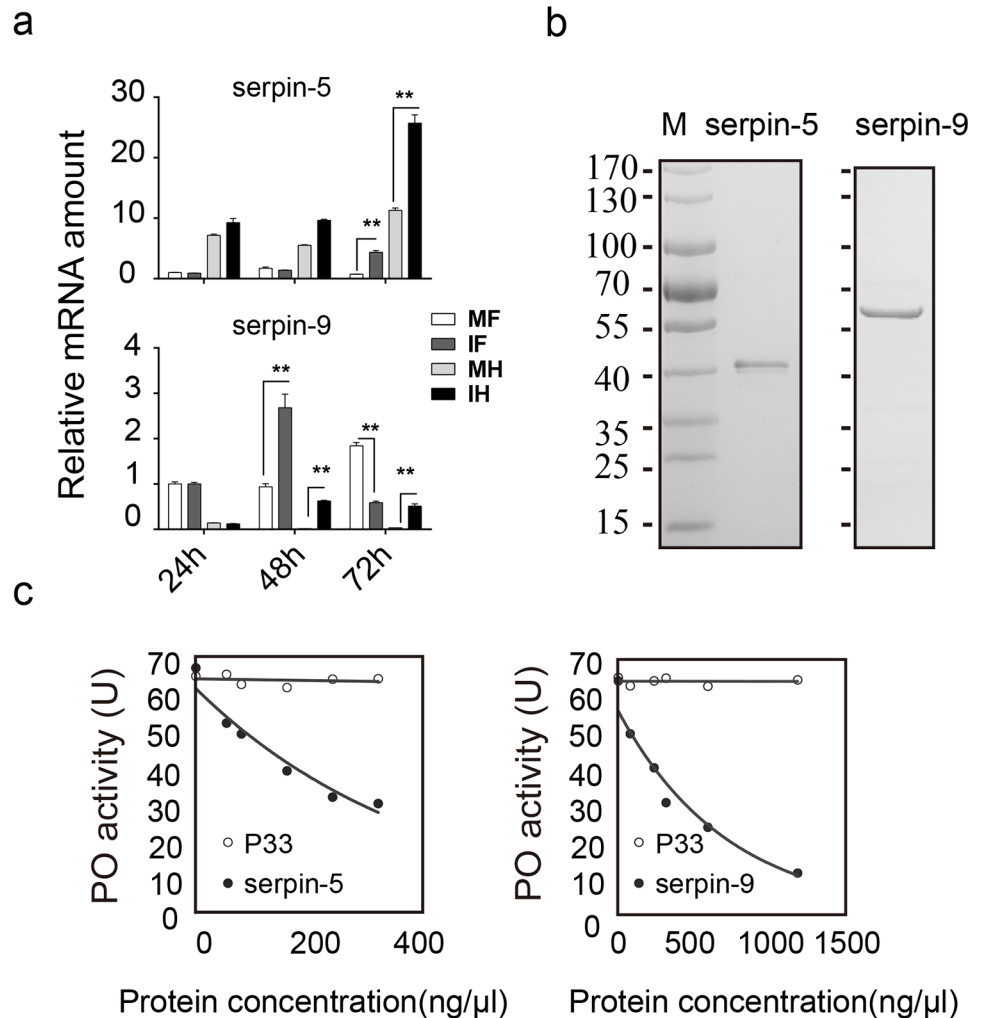 a
serpin-5
Relative mRNA amount
30
20
10
0
**
**
serpin-9
4
3
2
1
0
**
**
**
**
MF
IF
MH
IH
24h
48h
72h
b
M serpin-5 serpin-9
170
130
100
70
55
40
35
25
15
c
PO activity (U)
70
60
50
40
30
20
10
0
P33
serpin-5
0 200 400
Protein concentration(ng/µl)
PO activity (U)
70
60
50
40
30
20
10
0
P33
serpin-9
0 500 1000 1500
Protein concentration(ng/µl)